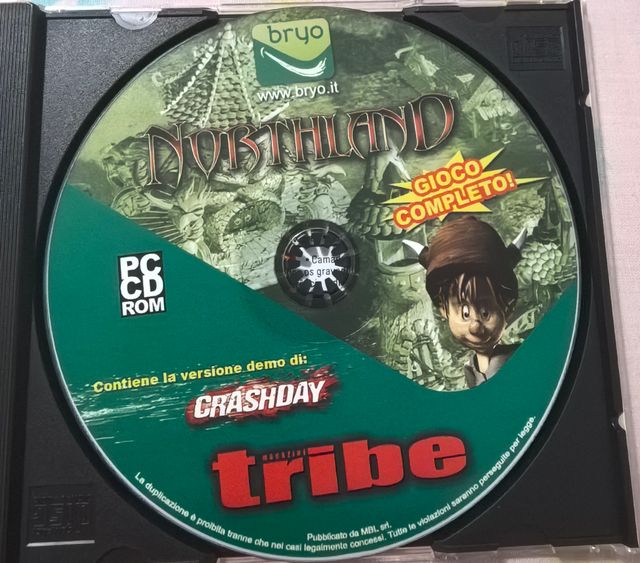 bryo
www.bryo.it
NORTHLAND
GIOCO
COMPLETO!
PC
CD
ROM
Contiene la versione demo di:
CRASHDAY
MAGAZINE
tribe
Pubblicato da MBL srl.
La duplicazione è proibita tranne che nei casi legalmente concessi. Tutte le violazioni saranno perseguite per legge.